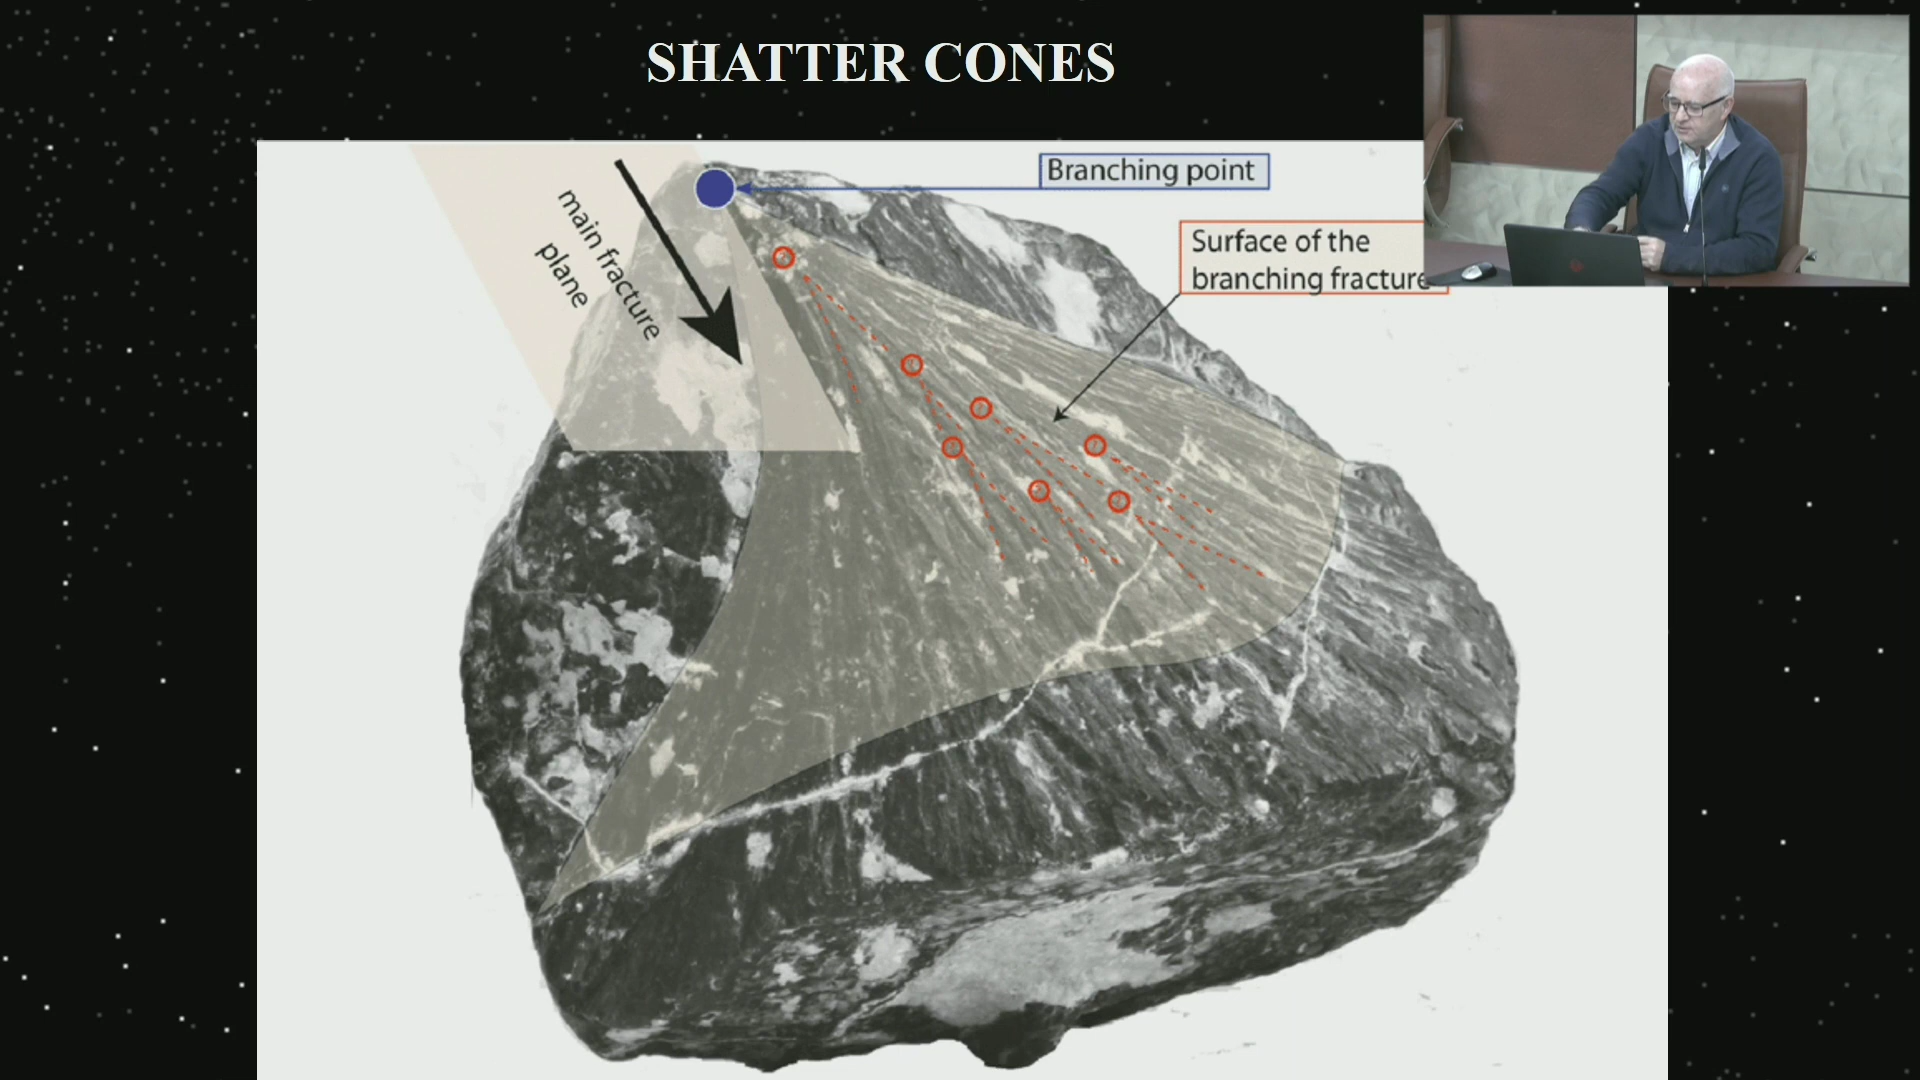 SHATTER CONES
Branching point
Surface of the
branching fracture
main fracture
plane